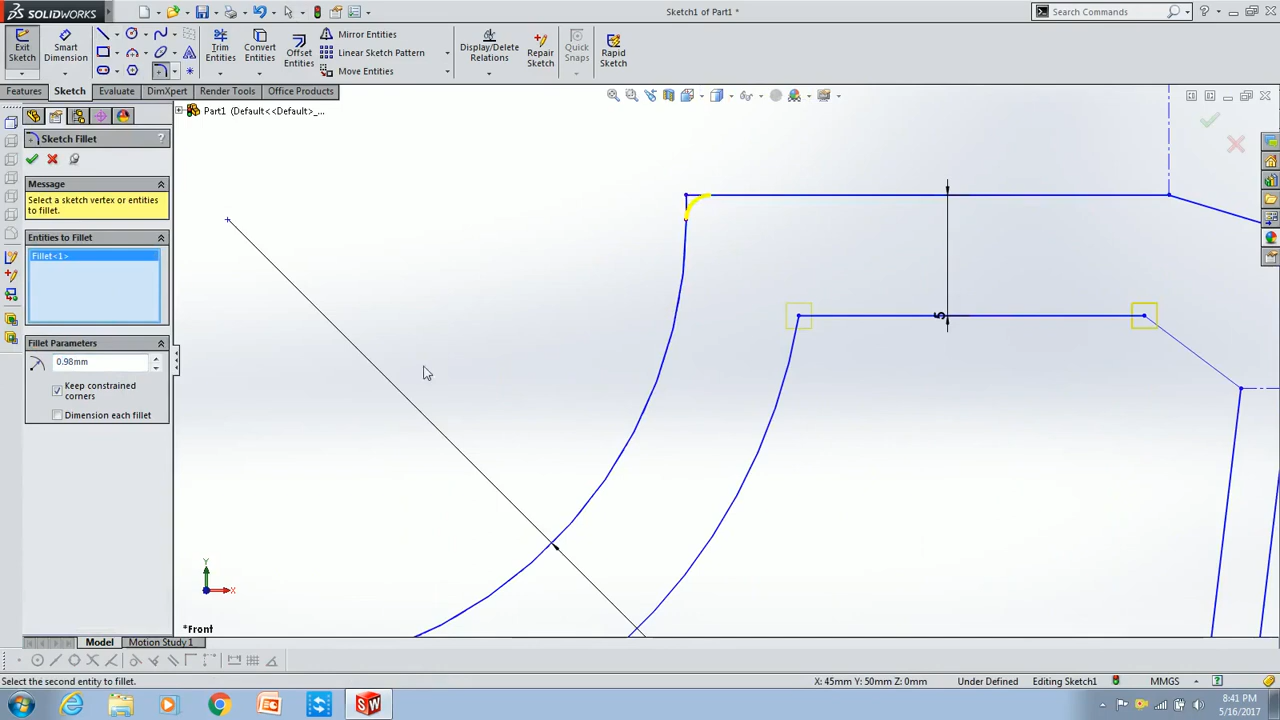 SOLIDWORKS
Sketch1 of Part1 *
Search Commands
Exit Sketch
Smart Dimension
Trim Entities
Convert Entities
Offset Entities
Mirror Entities
Linear Sketch Pattern
Move Entities
Display/Delete Relations
Repair Sketch
Quick Snaps
Rapid Sketch
Features
Sketch
Evaluate
DimXpert
Render Tools
Office Products
Part1 (Default<<Default>_...
Sketch Fillet
?
Message
Select a sketch vertex or entities
to fillet.
Entities to Fillet
Fillet<1>
Fillet Parameters
0.98mm
Keep constrained
corners
Dimension each fillet
5
Y
X
*Front
Model
Motion Study 1
Select the second entity to fillet.
X: 45mm Y: 50mm Z: 0mm
Under Defined
Editing Sketch1
MMGS
8:41 PM
5/16/2017